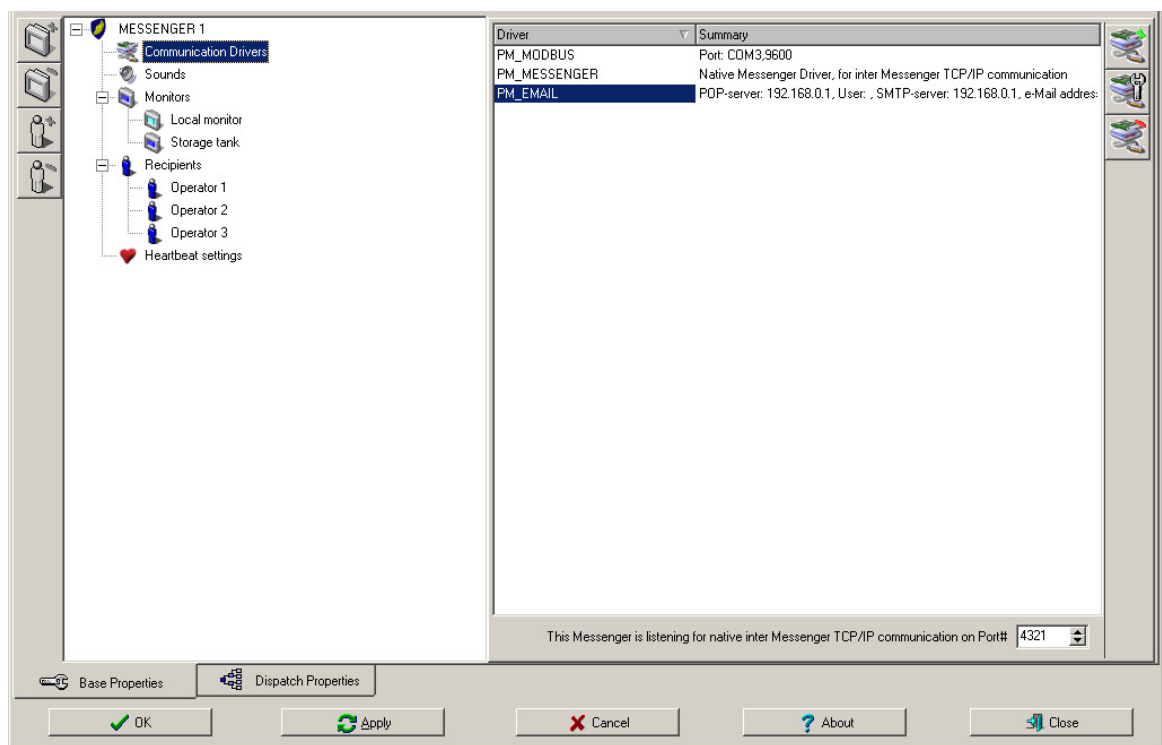 MESSENGER 1
Communication Drivers
Sounds
Monitors
Local monitor
Storage tank
Recipients
Operator 1
Operator 2
Operator 3
Heartbeat settings
Driver Summary
PM_MODBUS Port: COM3,9600
PM_MESSENGER Native Messenger Driver, for inter Messenger TCP/IP communication
PM_EMAIL POP-server: 192.168.0.1, User: , SMTP-server: 192.168.0.1, e-Mail addres:
This Messenger is listening for native inter Messenger TCP/IP communication on Port# 4321
Base Properties Dispatch Properties
OK Apply Cancel ? About Close